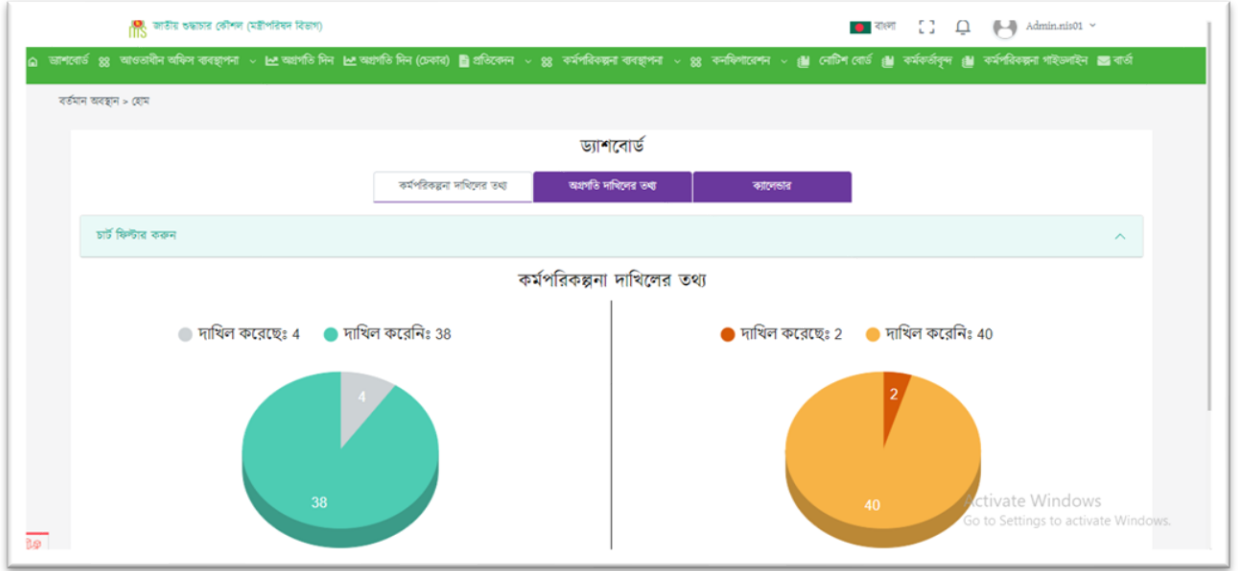 জাতীয় শুদ্ধাচার কৌশল (মন্ত্রীপরিষদ বিভাগ)
বাংলা Admin.nis01
ড্যাশবোর্ড আওতাধীন অফিস ব্যবস্থাপনা অগ্রগতি দিন অগ্রগতি দিন (চেকার) প্রতিবেদন কর্মপরিকল্পনা ব্যবস্থাপনা কনফিগারেশন নোটিশ বোর্ড কর্মকর্তাবৃন্দ কর্মপরিকল্পনা গাইডলাইন বার্তা
বর্তমান অবস্থান » হোম
ড্যাশবোর্ড
কর্মপরিকল্পনা দাখিলের তথ্য অগ্রগতি দাখিলের তথ্য ক্যালেন্ডার
চার্ট ফিল্টার করুন
কর্মপরিকল্পনা দাখিলের তথ্য
দাখিল করেছেঃ 4 দাখিল করেনিঃ 38 দাখিল করেছেঃ 2 দাখিল করেনিঃ 40
4 2
38 40
Activate Windows
Go to Settings to activate Windows.